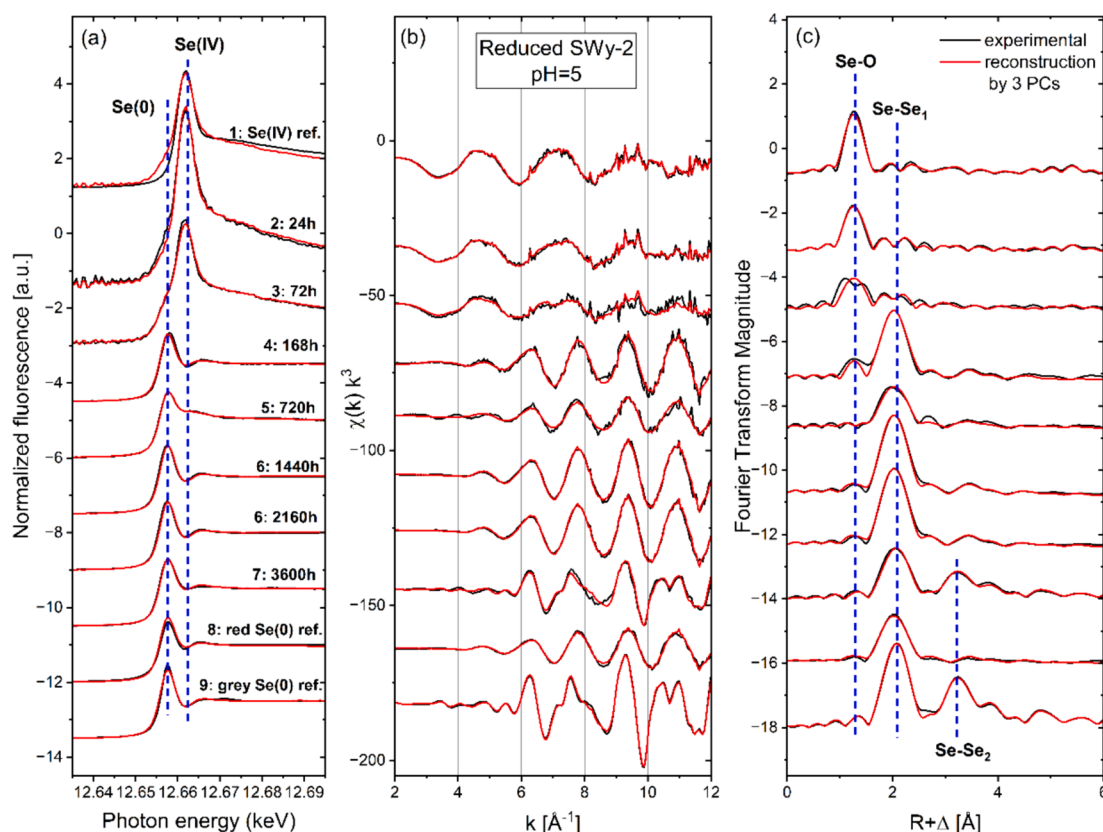 (a)
Se(IV)
Se(0)
1: Se(IV) ref.
2: 24h
3: 72h
4: 168h
5: 720h
6: 1440h
6: 2160h
7: 3600h
8: red Se(0) ref.
9: grey Se(0) ref.
4
2
0
−2
−4
−6
−8
−10
−12
−14
Normalized fluorescence [a.u.]
12.64 12.65 12.66 12.67 12.68 12.69
Photon energy (keV)
(b)
Reduced SWy-2
pH=5
0
−50
−100
−150
−200
χ(k) k³
2 4 6 8 10 12
k [Å⁻¹]
(c)
experimental
reconstruction
by 3 PCs
Se-O
Se-Se₁
Se-Se₂
4
2
0
−2
−4
−6
−8
−10
−12
−14
−16
−18
Fourier Transform Magnitude
0 2 4 6
R+Δ [Å]